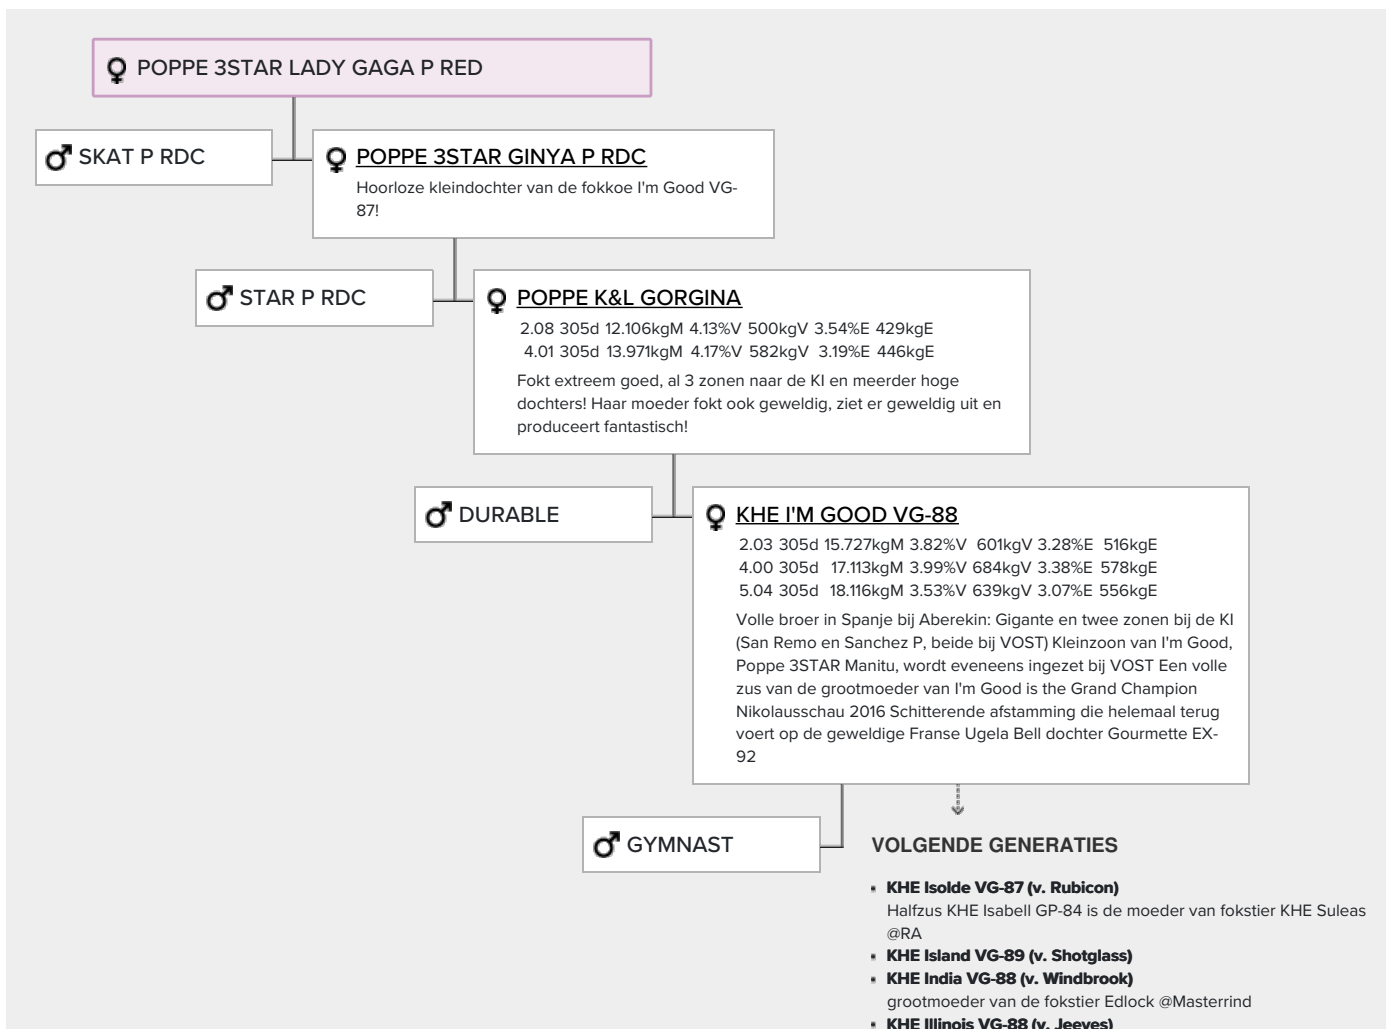 POPPE 3STAR LADY GAGA P RED
SKAT P RDC
POPPE 3STAR GINYA P RDC
Hoorloze kleindochter van de fokkoe I'm Good VG-
87!
STAR P RDC
POPPE K&L GORGINA
2.08 305d 12.106kgM 4.13%V 500kgV 3.54%E 429kgE
4.01 305d 13.971kgM 4.17%V 582kgV 3.19%E 446kgE
Fokt extreem goed, al 3 zonen naar de KI en meerder hoge
dochters! Haar moeder fokt ook geweldig, ziet er geweldig uit en
produceert fantastisch!
DURABLE
KHE I'M GOOD VG-88
2.03 305d 15.727kgM 3.82%V 601kgV 3.28%E 516kgE
4.00 305d 17.113kgM 3.99%V 684kgV 3.38%E 578kgE
5.04 305d 18.116kgM 3.53%V 639kgV 3.07%E 556kgE
Volle broer in Spanje bij Aberekin: Gigante en twee zonen bij de KI
(San Remo en Sanchez P, beide bij VOST) Kleinzoon van I'm Good,
Poppe 3STAR Manitu, wordt eveneens ingezet bij VOST Een volle
zus van de grootmoeder van I'm Good is the Grand Champion
Nikolausschau 2016 Schitterende afstamming die helemaal terug
voert op de geweldige Franse Ugela Bell dochter Gourmette EX-
92
GYMNAST
VOLGENDE GENERATIES
KHE Isolde VG-87 (v. Rubicon)
Halfzus KHE Isabell GP-84 is de moeder van fokstier KHE Suleas
@RA
KHE Island VG-89 (v. Shotglass)
KHE India VG-88 (v. Windbrook)
grootmoeder van de fokstier Edlock @Masterrind
KHE Illinois VG-88 (v. Jeeves)